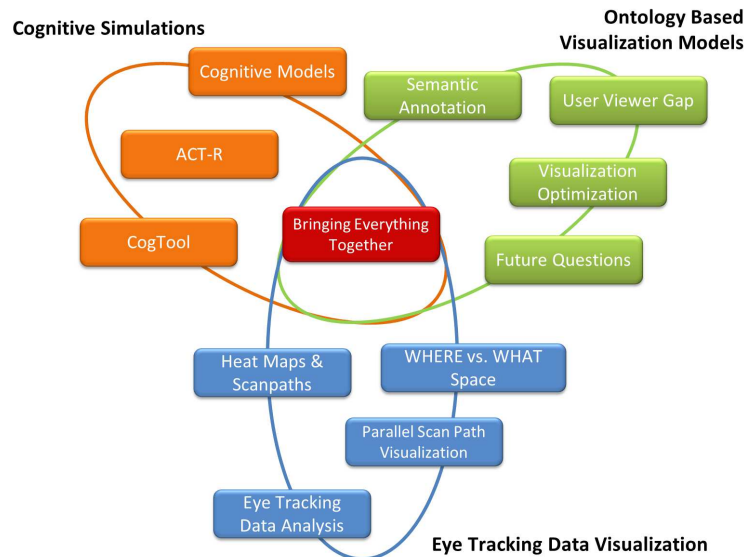 Cognitive Simulations
Ontology Based
Visualization Models
Cognitive Models
Semantic
Annotation
User Viewer Gap
ACT-R
Visualization
Optimization
Bringing Everything
Together
CogTool
Future Questions
Heat Maps &
Scanpaths
WHERE vs. WHAT
Space
Parallel Scan Path
Visualization
Eye Tracking
Data Analysis
Eye Tracking Data Visualization